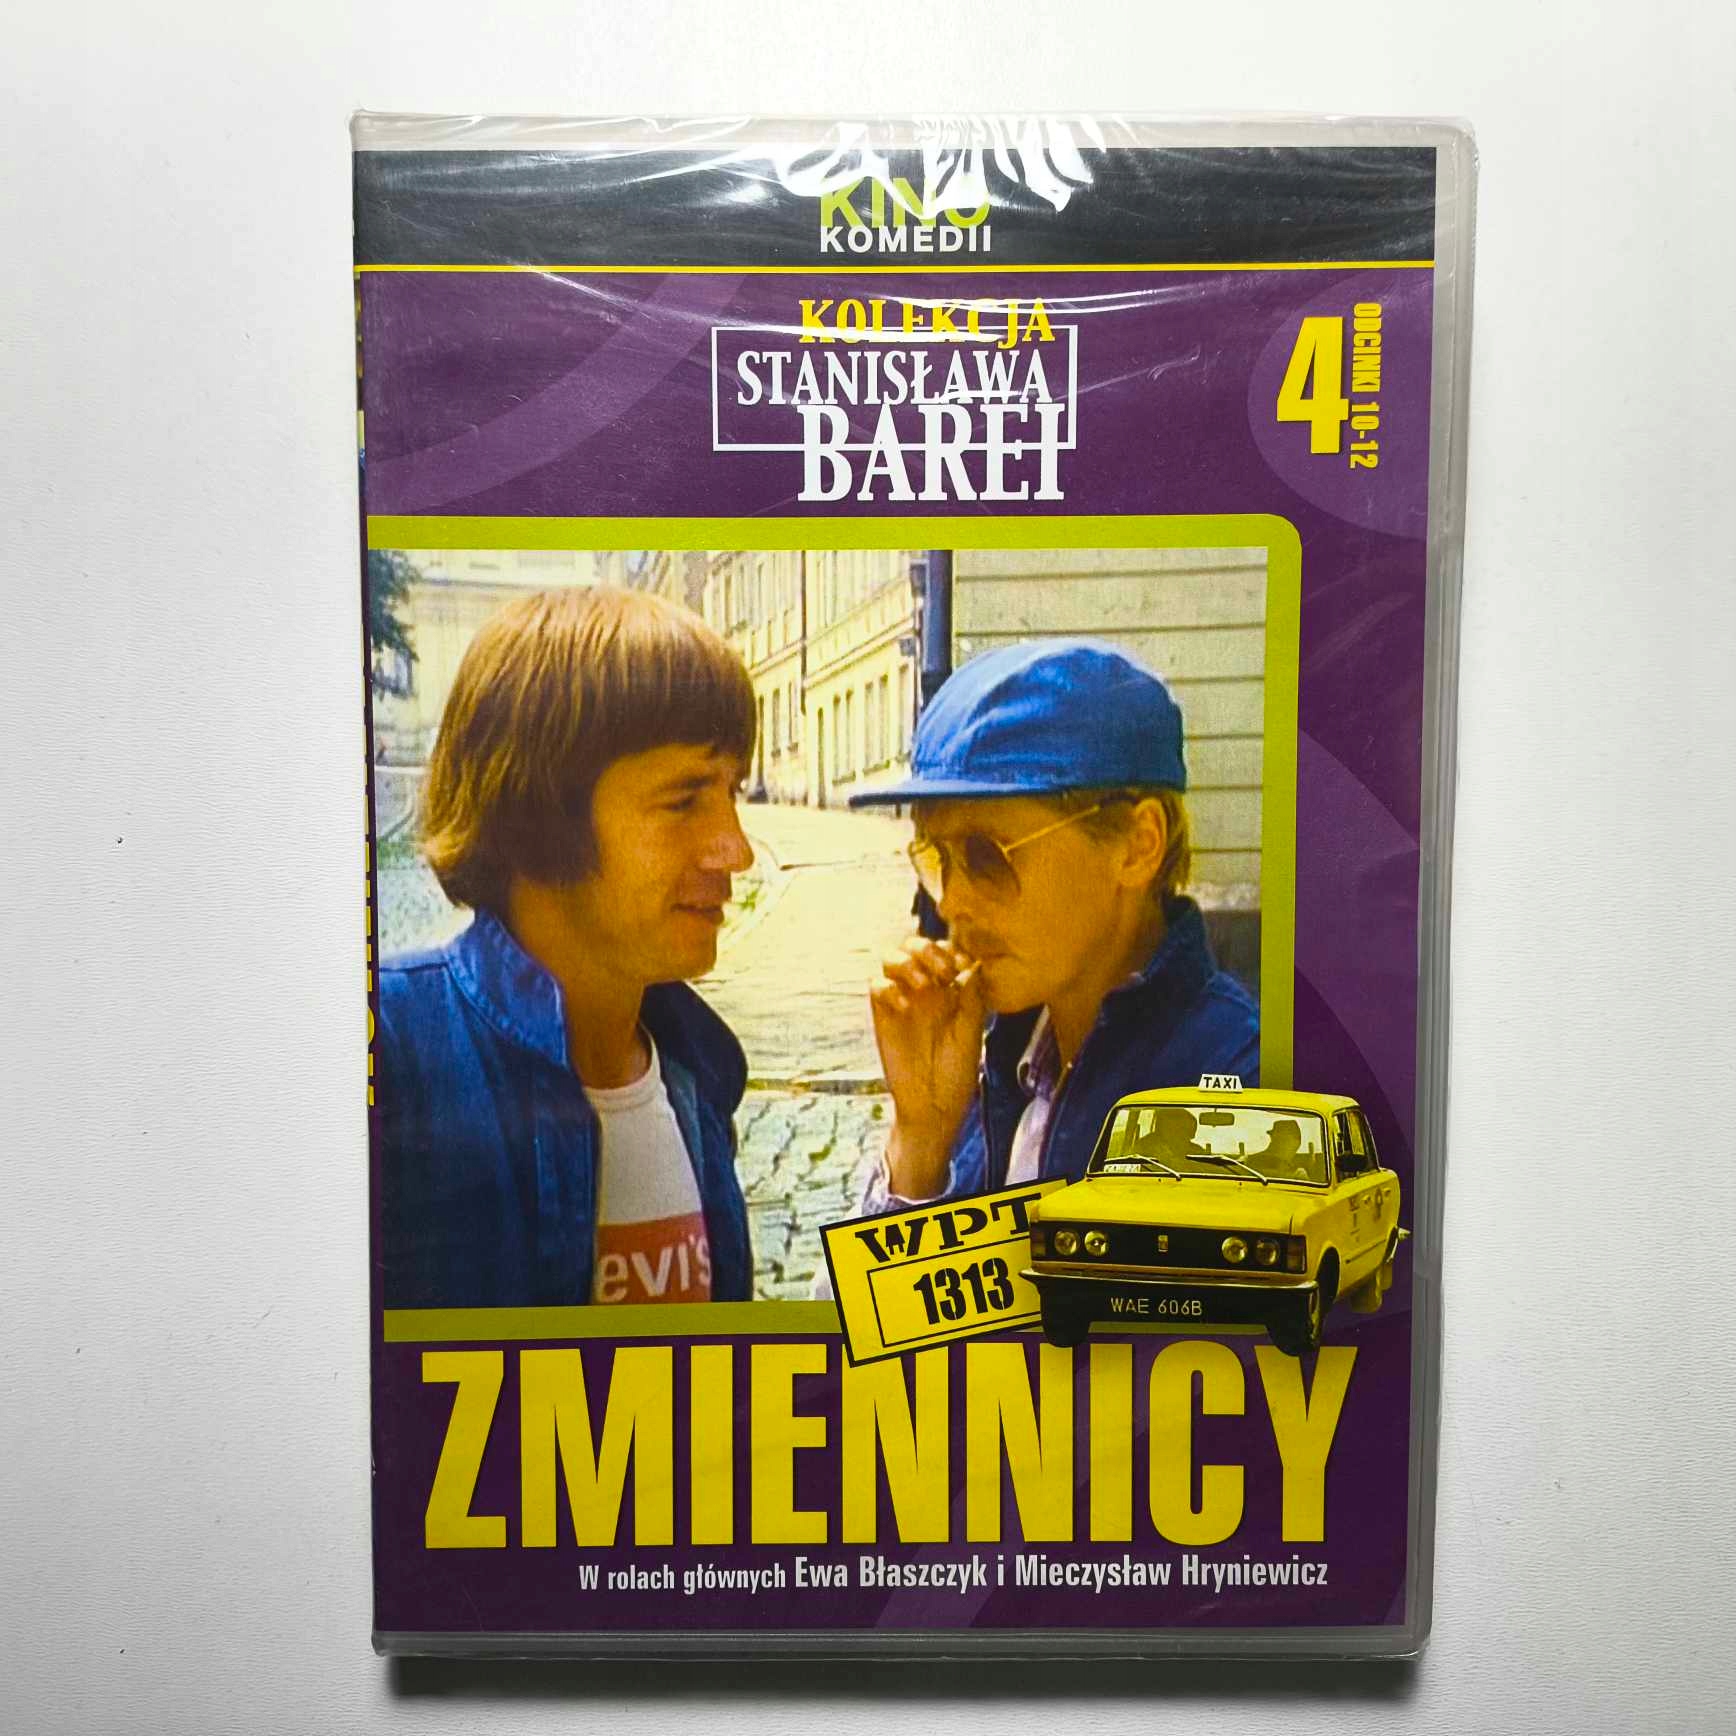 KINO
KOMEDII
KOLEKCJA
STANISŁAWA
BAREI
4
ODCINKI 10-12
evi's
TAXI
WPT
1313
WAE 606B
ZMIENNICY
W rolach głównych Ewa Błaszczyk i Mieczysław Hryniewicz